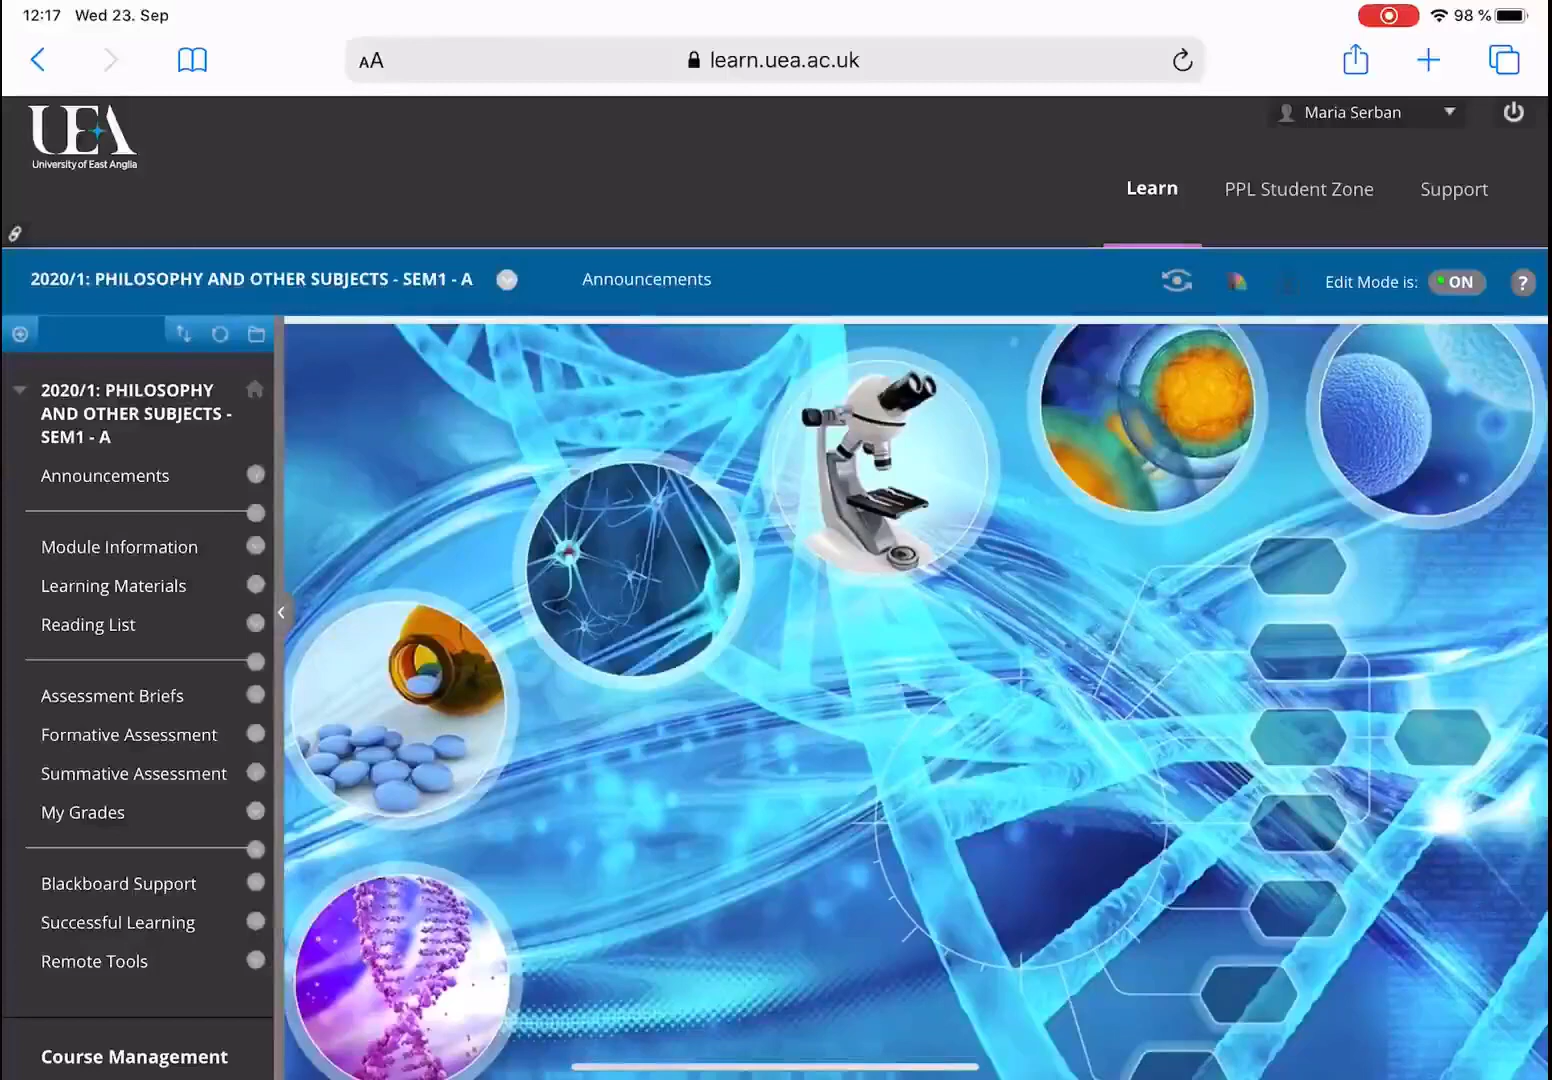 12:17 Wed 23. Sep
98 %
AA
learn.uea.ac.uk
UEA
University of East Anglia
Maria Serban
Learn
PPL Student Zone
Support
2020/1: PHILOSOPHY AND OTHER SUBJECTS - SEM1 - A
Announcements
Edit Mode is:
ON
?
2020/1: PHILOSOPHY
AND OTHER SUBJECTS -
SEM1 - A
Announcements
Module Information
Learning Materials
Reading List
Assessment Briefs
Formative Assessment
Summative Assessment
My Grades
Blackboard Support
Successful Learning
Remote Tools
Course Management